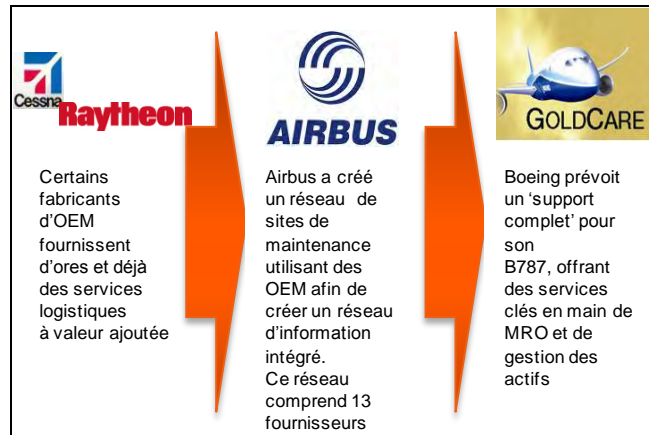 Cessna
Raytheon
Certains
fabricants
d'OEM
fournissent
d'ores et déjà
des services
logistiques
à valeur ajoutée
AIRBUS
Airbus a créé
un réseau de
sites de
maintenance
utilisant des
OEM afin de
créer un réseau
d'information
intégré.
Ce réseau
comprend 13
fournisseurs
GOLDCARE
Boeing prévoit
un 'support
complet' pour
son
B787, offrant
des services
clés en main de
MRO et de
gestion des
actifs